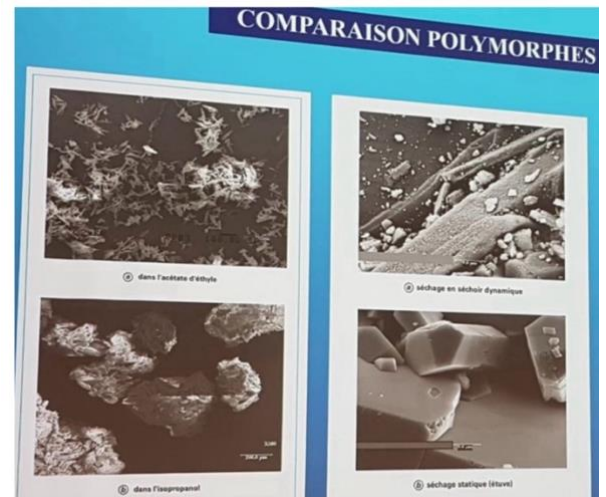 COMPARAISON POLYMORPHES
a dans l'acétate d'éthyle
b dans l'isopropanol
a séchage en séchoir dynamique
b séchage statique (étuve)